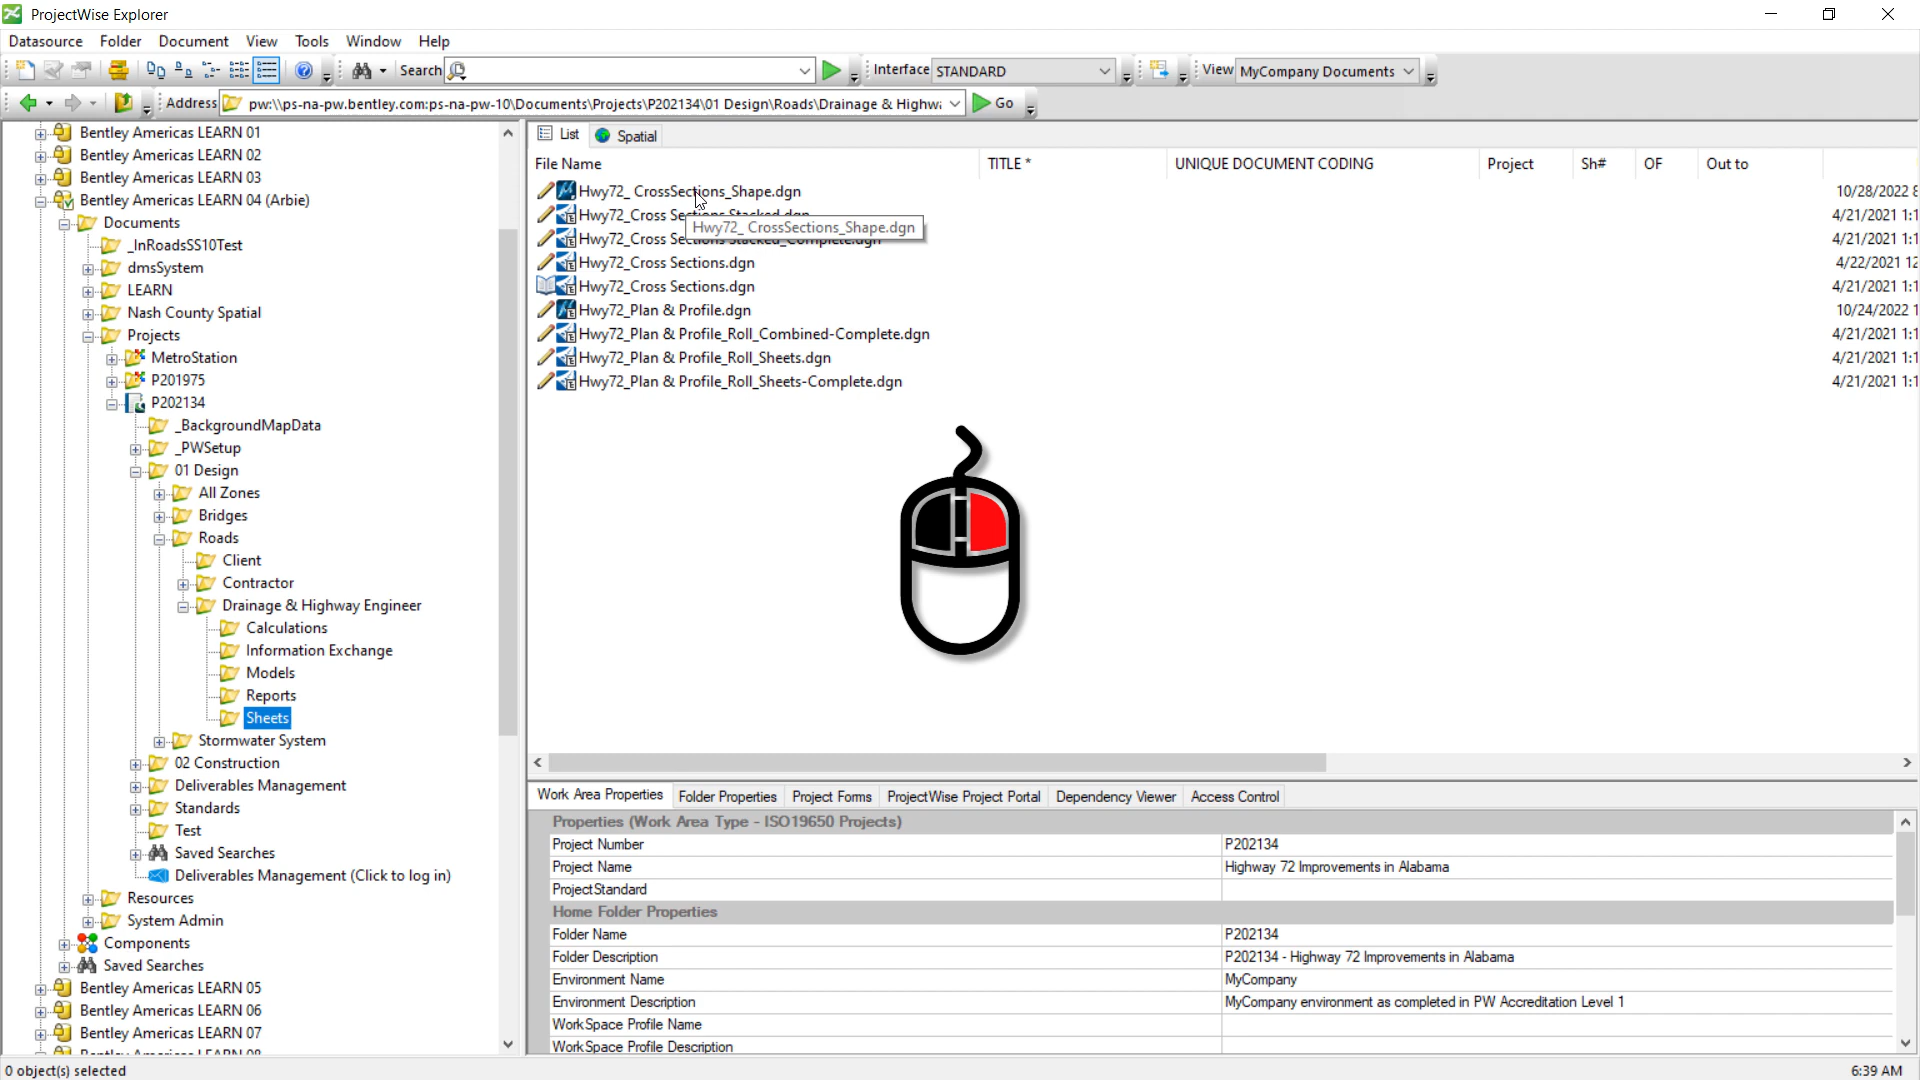 ProjectWise Explorer
Datasource Folder Document View Tools Window Help
Search Interface STANDARD View MyCompany Documents
Address pw:\\ps-na-pw.bentley.com:ps-na-pw-10\Documents\Projects\P202134\01 Design\Roads\Drainage & Highw Go
Bentley Americas LEARN 01
Bentley Americas LEARN 02
Bentley Americas LEARN 03
Bentley Americas LEARN 04 (Arbie)
Documents
_InRoadsSS10Test
dmsSystem
LEARN
Nash County Spatial
Projects
MetroStation
P201975
P202134
_BackgroundMapData
_PWSetup
01 Design
All Zones
Bridges
Roads
Client
Contractor
Drainage & Highway Engineer
Calculations
Information Exchange
Models
Reports
Sheets
Stormwater System
02 Construction
Deliverables Management
Standards
Test
Saved Searches
Deliverables Management (Click to log in)
Resources
System Admin
Components
Saved Searches
Bentley Americas LEARN 05
Bentley Americas LEARN 06
Bentley Americas LEARN 07
List Spatial
File Name TITLE * UNIQUE DOCUMENT CODING Project Sh# OF Out to
Hwy72_ CrossSections_Shape.dgn 10/28/2022 8
Hwy72_Cross Sections Stacked.dgn 4/21/2021 1:1
Hwy72_ CrossSections_Shape.dgn
Hwy72_Cross Sections Stacked_Complete.dgn 4/21/2021 1:1
Hwy72_Cross Sections.dgn 4/22/2021 12
Hwy72_Cross Sections.dgn 4/21/2021 1:1
Hwy72_Plan & Profile.dgn 10/24/2022 1
Hwy72_Plan & Profile_Roll_Combined-Complete.dgn 4/21/2021 1:1
Hwy72_Plan & Profile_Roll_Sheets.dgn 4/21/2021 1:1
Hwy72_Plan & Profile_Roll_Sheets-Complete.dgn 4/21/2021 1:1
Work Area Properties Folder Properties Project Forms ProjectWise Project Portal Dependency Viewer Access Control
Properties (Work Area Type - ISO19650 Projects)
Project Number P202134
Project Name Highway 72 Improvements in Alabama
ProjectStandard
Home Folder Properties
Folder Name P202134
Folder Description P202134 - Highway 72 Improvements in Alabama
Environment Name MyCompany
Environment Description MyCompany environment as completed in PW Accreditation Level 1
WorkSpace Profile Name
WorkSpace Profile Description
0 object(s) selected 6:39 AM